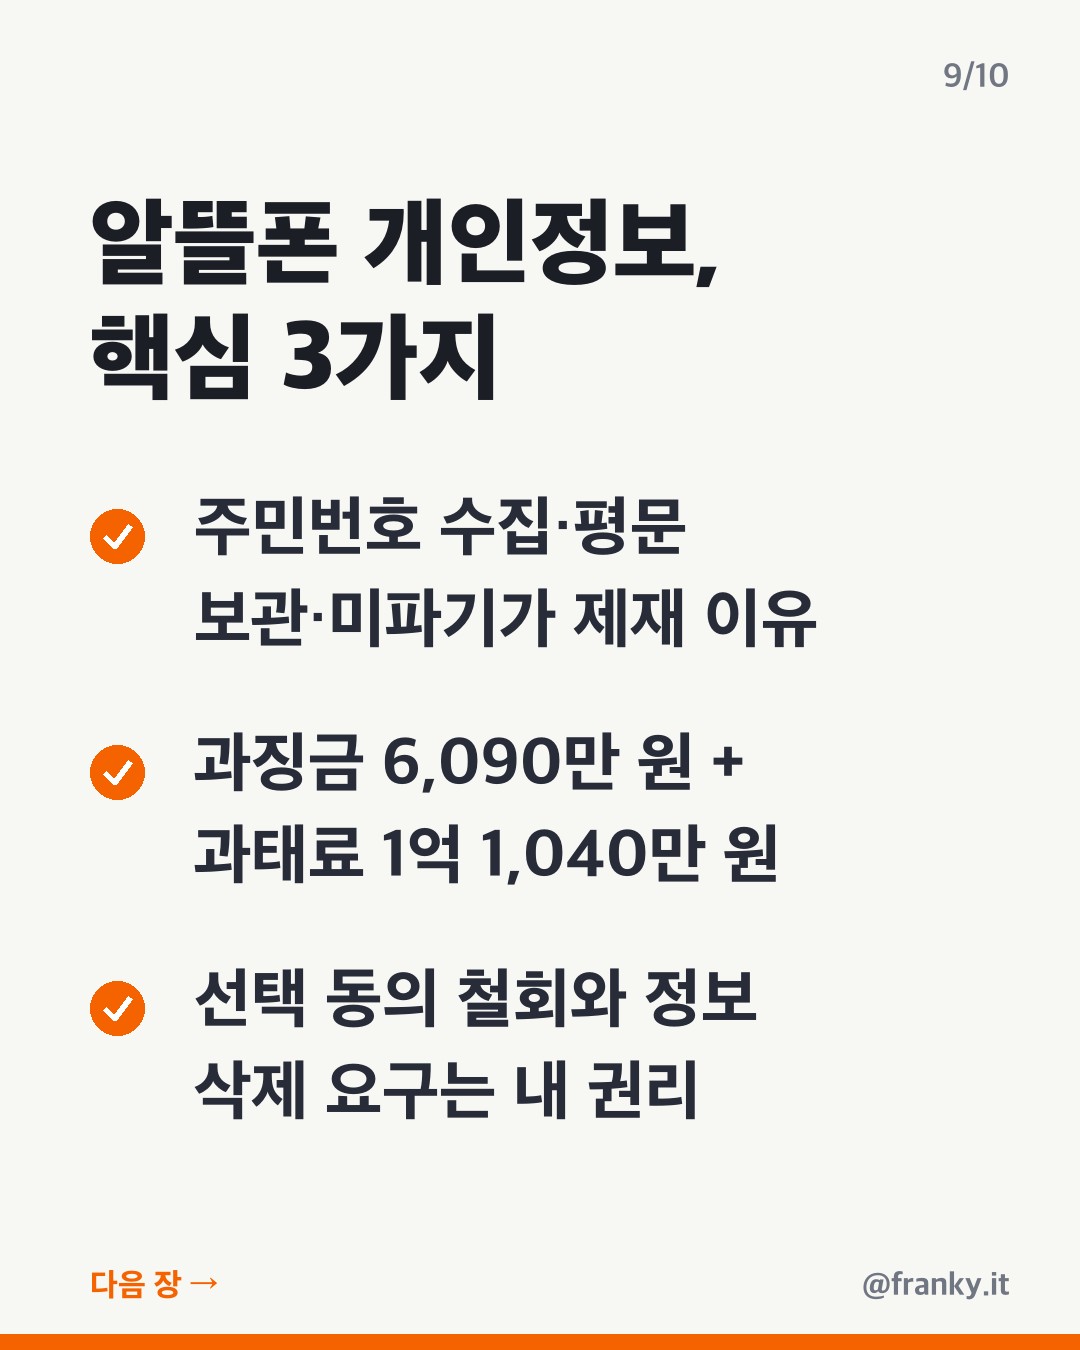 9/10
알뜰폰 개인정보,
핵심 3가지
주민번호 수집·평문
보관·미파기가 제재 이유
과징금 6,090만 원 +
과태료 1억 1,040만 원
선택 동의 철회와 정보
삭제 요구는 내 권리
다음 장 →
@franky.it